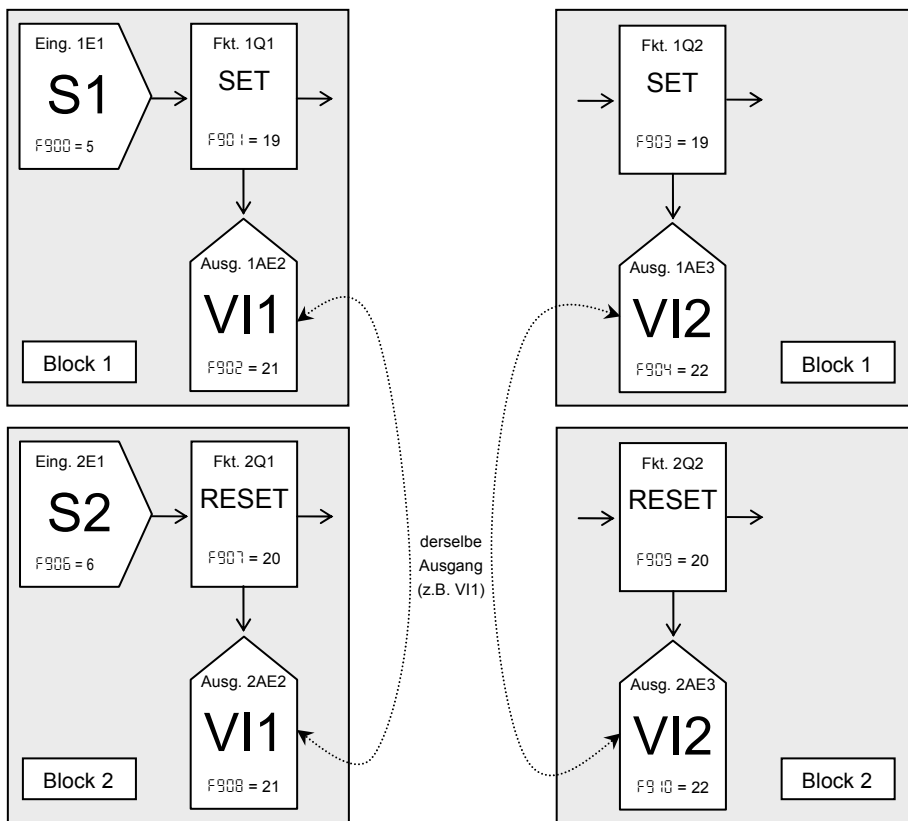 Eing. 1E1
S1
F900 = 5
Fkt. 1Q1
SET
F901 = 19
Ausg. 1AE2
VI1
F902 = 21
Block 1
Fkt. 1Q2
SET
F903 = 19
Ausg. 1AE3
VI2
F904 = 22
Block 1
derselbe
Ausgang
(z.B. VI1)
Eing. 2E1
S2
F906 = 6
Fkt. 2Q1
RESET
F907 = 20
Ausg. 2AE2
VI1
F908 = 21
Block 2
Fkt. 2Q2
RESET
F909 = 20
Ausg. 2AE3
VI2
F910 = 22
Block 2